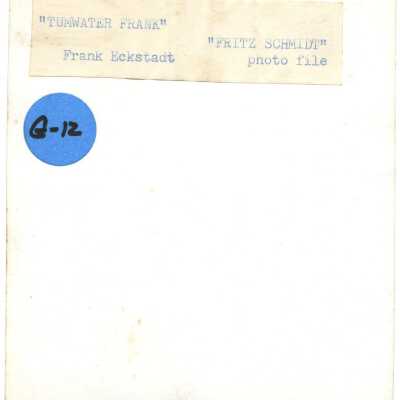 "TUMWATER FRANK"
"FRITZ SCHMIDT"
Frank Eckstadt
photo file
G-12